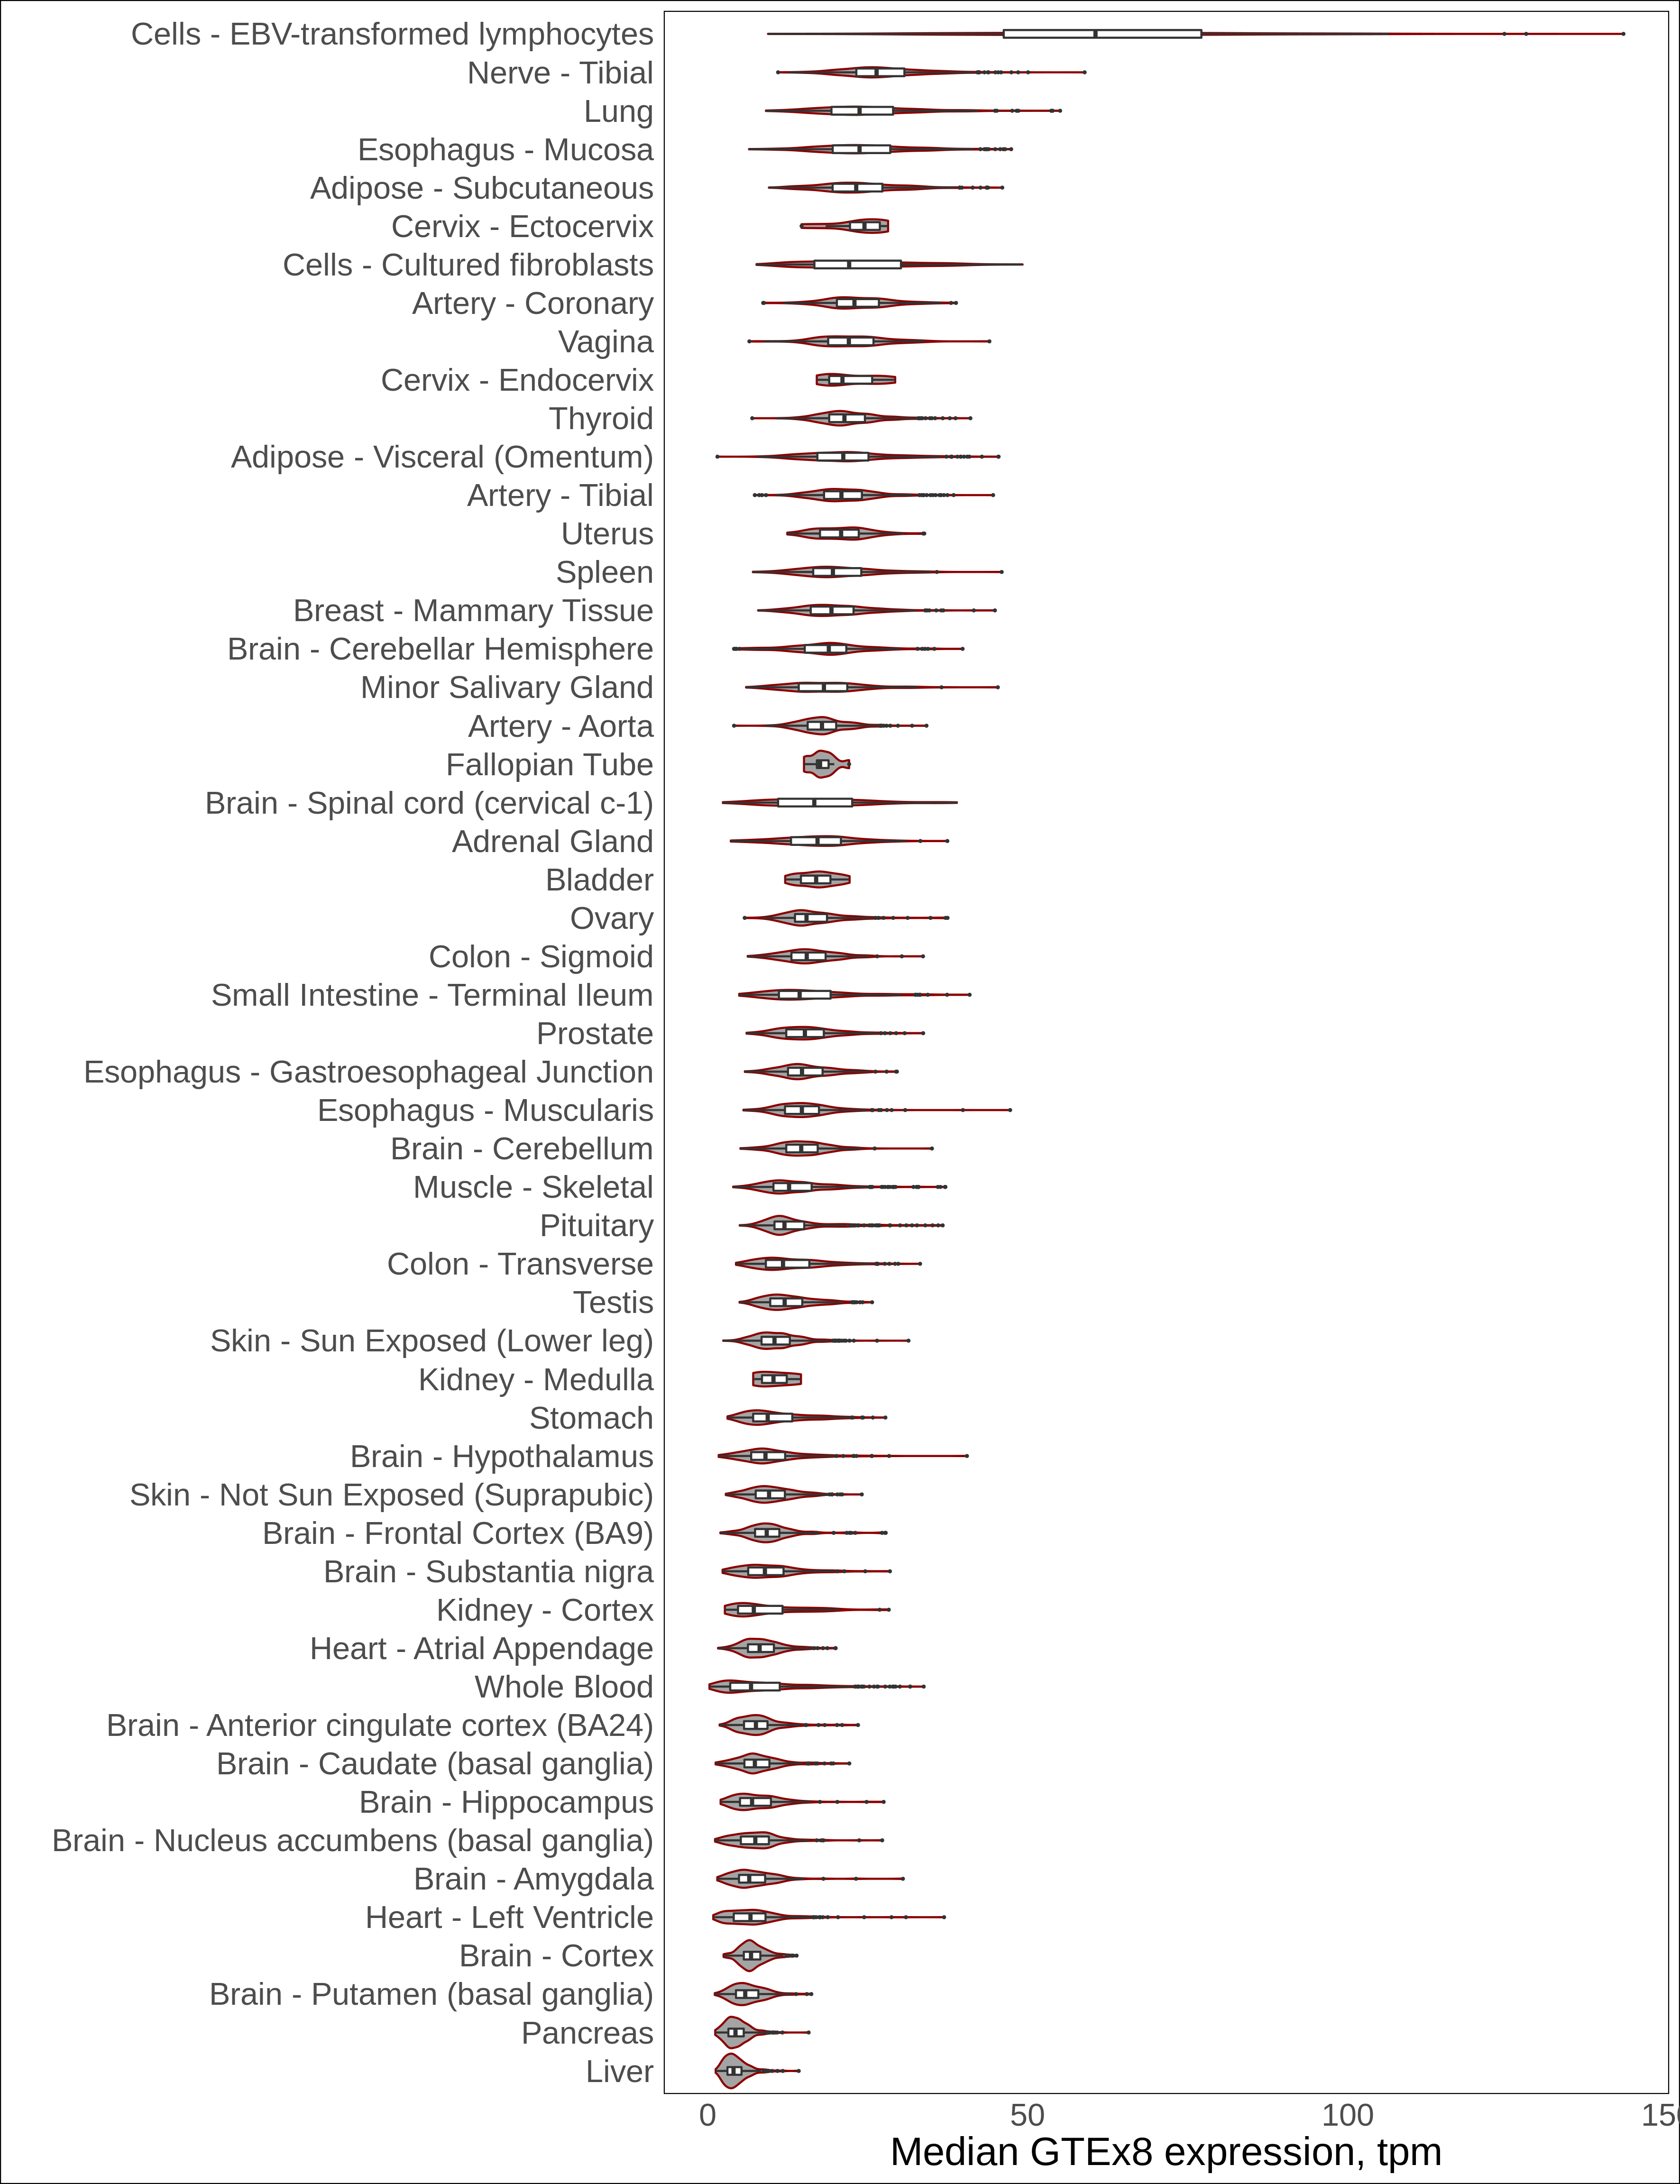 Cells - EBV-transformed lymphocytes
Nerve - Tibial
Lung
Esophagus - Mucosa
Adipose - Subcutaneous
Cervix - Ectocervix
Cells - Cultured fibroblasts
Artery - Coronary
Vagina
Cervix - Endocervix
Thyroid
Adipose - Visceral (Omentum)
Artery - Tibial
Uterus
Spleen
Breast - Mammary Tissue
Brain - Cerebellar Hemisphere
Minor Salivary Gland
Artery - Aorta
Fallopian Tube
Brain - Spinal cord (cervical c-1)
Adrenal Gland
Bladder
Ovary
Colon - Sigmoid
Small Intestine - Terminal Ileum
Prostate
Esophagus - Gastroesophageal Junction
Esophagus - Muscularis
Brain - Cerebellum
Muscle - Skeletal
Pituitary
Colon - Transverse
Testis
Skin - Sun Exposed (Lower leg)
Kidney - Medulla
Stomach
Brain - Hypothalamus
Skin - Not Sun Exposed (Suprapubic)
Brain - Frontal Cortex (BA9)
Brain - Substantia nigra
Kidney - Cortex
Heart - Atrial Appendage
Whole Blood
Brain - Anterior cingulate cortex (BA24)
Brain - Caudate (basal ganglia)
Brain - Hippocampus
Brain - Nucleus accumbens (basal ganglia)
Brain - Amygdala
Heart - Left Ventricle
Brain - Cortex
Brain - Putamen (basal ganglia)
Pancreas
Liver
0 50 100 150
Median GTEx8 expression, tpm